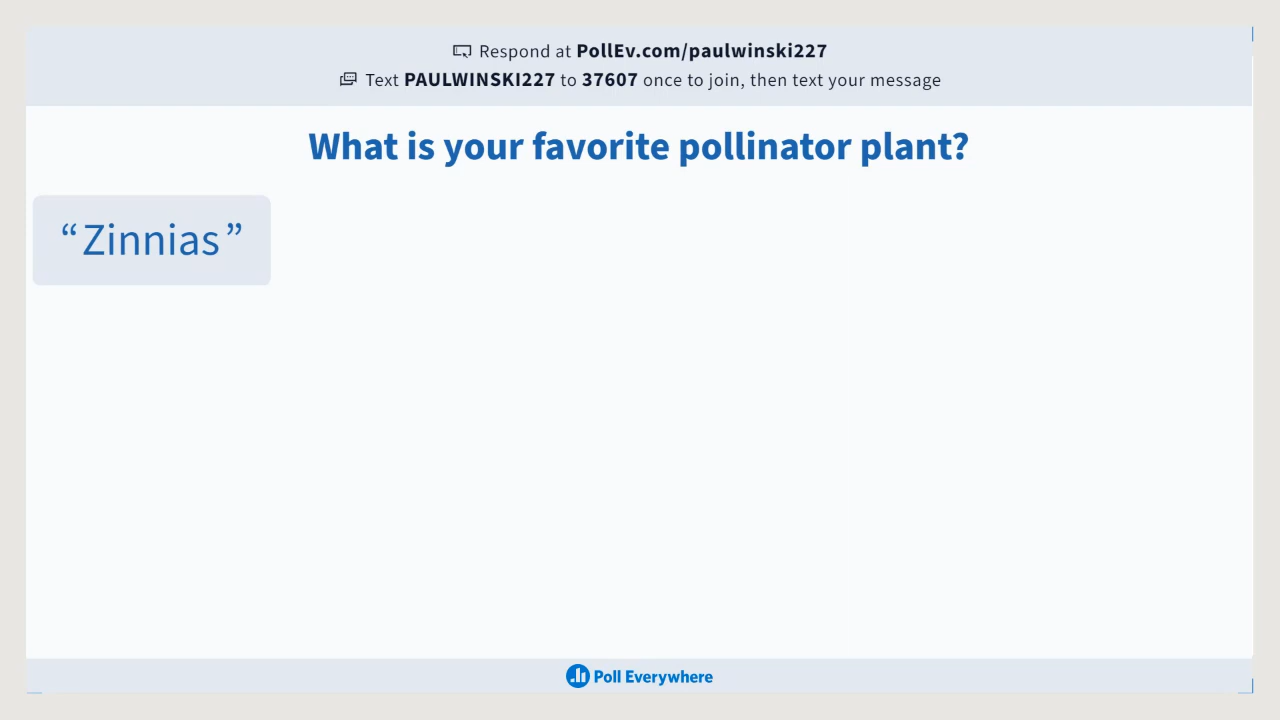 Respond at PollEv.com/paulwinski227
Text PAULWINSKI227 to 37607 once to join, then text your message
What is your favorite pollinator plant?
“Zinnias”
Poll Everywhere